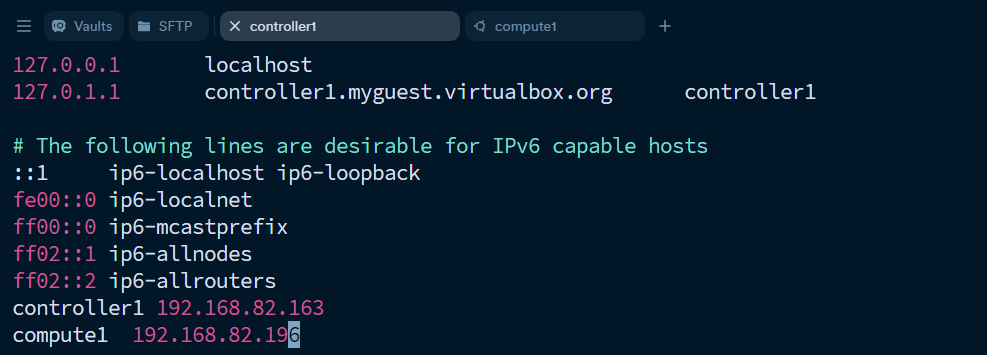 Vaults SFTP controller1 compute1
127.0.0.1 localhost
127.0.1.1 controller1.myguest.virtualbox.org controller1
# The following lines are desirable for IPv6 capable hosts
::1 ip6-localhost ip6-loopback
fe00::0 ip6-localnet
ff00::0 ip6-mcastprefix
ff02::1 ip6-allnodes
ff02::2 ip6-allrouters
controller1 192.168.82.163
compute1 192.168.82.196